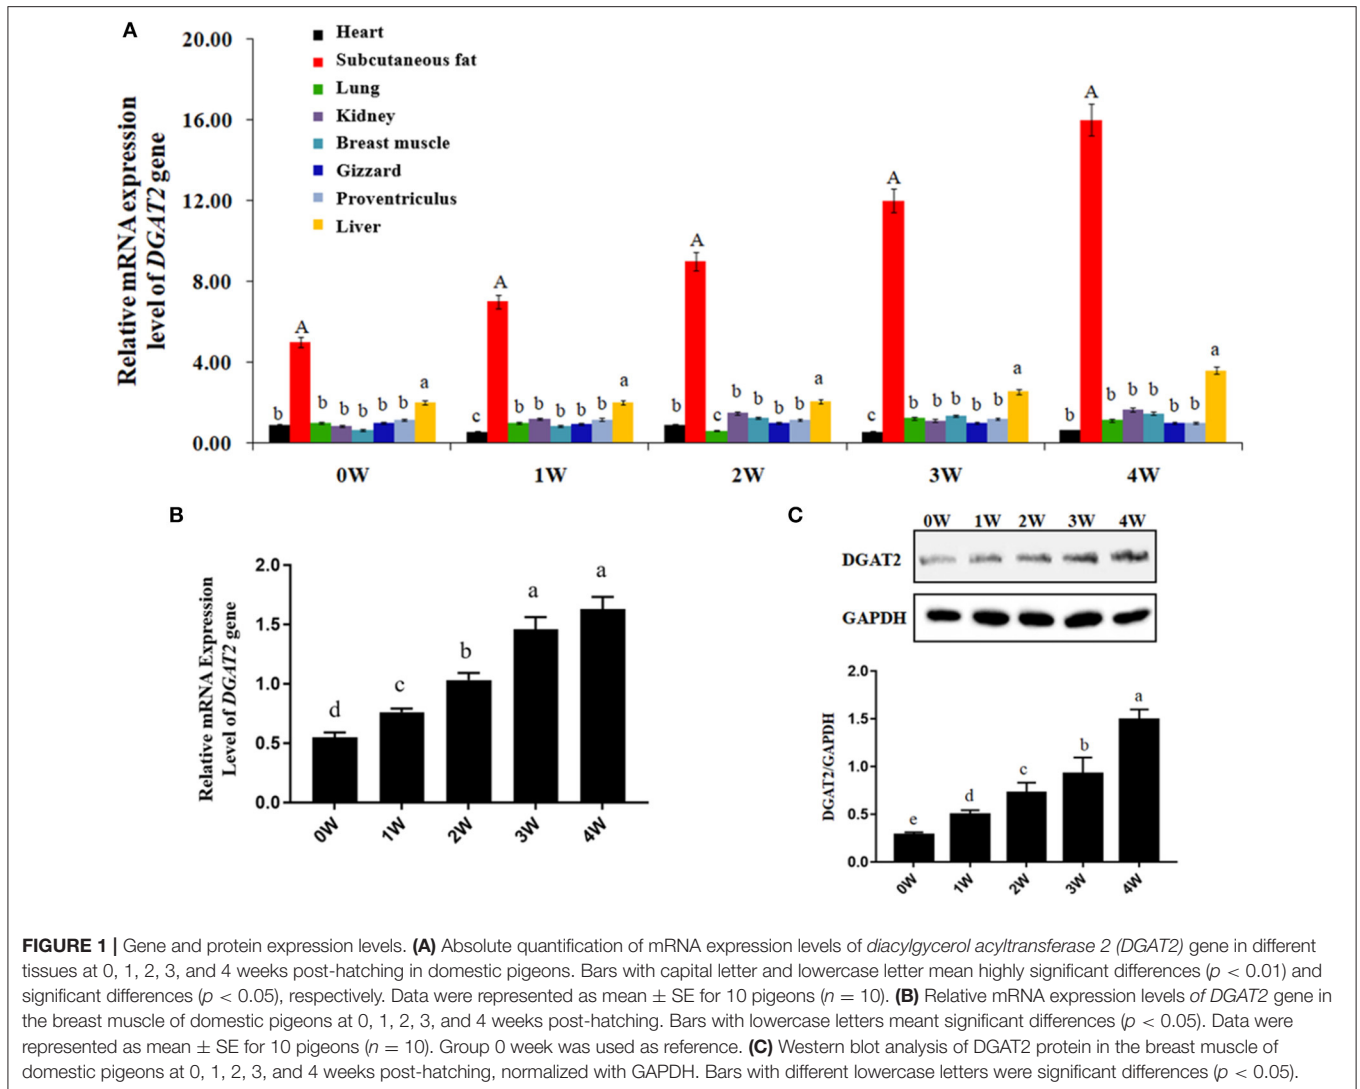 A
20.00
16.00
12.00
8.00
4.00
0.00
Relative mRNA expression
level of DGAT2 gene
Heart
Subcutaneous fat
Lung
Kidney
Breast muscle
Gizzard
Proventriculus
Liver
b A b b b b b a
c A b b b b b a
b A c b b b b a
c A b b b b b a
b A b b b b b a
0W 1W 2W 3W 4W
B
2.0
1.5
1.0
0.5
0.0
Relative mRNA Expression
Level of DGAT2 gene
d c b a a
0W 1W 2W 3W 4W
C
0W 1W 2W 3W 4W
DGAT2
GAPDH
2.0
1.5
1.0
0.5
0.0
DGAT2/GAPDH
e d c b a
0W 1W 2W 3W 4W
FIGURE 1 | Gene and protein expression levels. (A) Absolute quantification of mRNA expression levels of diacylgycerol acyltransferase 2 (DGAT2) gene in different
tissues at 0, 1, 2, 3, and 4 weeks post-hatching in domestic pigeons. Bars with capital letter and lowercase letter mean highly significant differences (p < 0.01) and
significant differences (p < 0.05), respectively. Data were represented as mean ± SE for 10 pigeons (n = 10). (B) Relative mRNA expression levels of DGAT2 gene in
the breast muscle of domestic pigeons at 0, 1, 2, 3, and 4 weeks post-hatching. Bars with lowercase letters meant significant differences (p < 0.05). Data were
represented as mean ± SE for 10 pigeons (n = 10). Group 0 week was used as reference. (C) Western blot analysis of DGAT2 protein in the breast muscle of
domestic pigeons at 0, 1, 2, 3, and 4 weeks post-hatching, normalized with GAPDH. Bars with different lowercase letters were significant differences (p < 0.05).